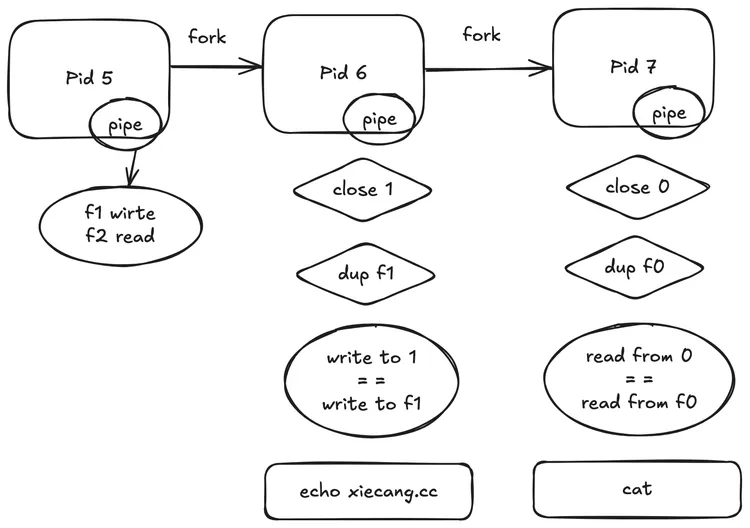 fork
fork
Pid 5
Pid 6
Pid 7
pipe
pipe
pipe
f1 wirte
f2 read
close 1
close 0
dup f1
dup f0
write to 1
==
write to f1
read from 0
==
read from f0
echo xiecang.cc
cat